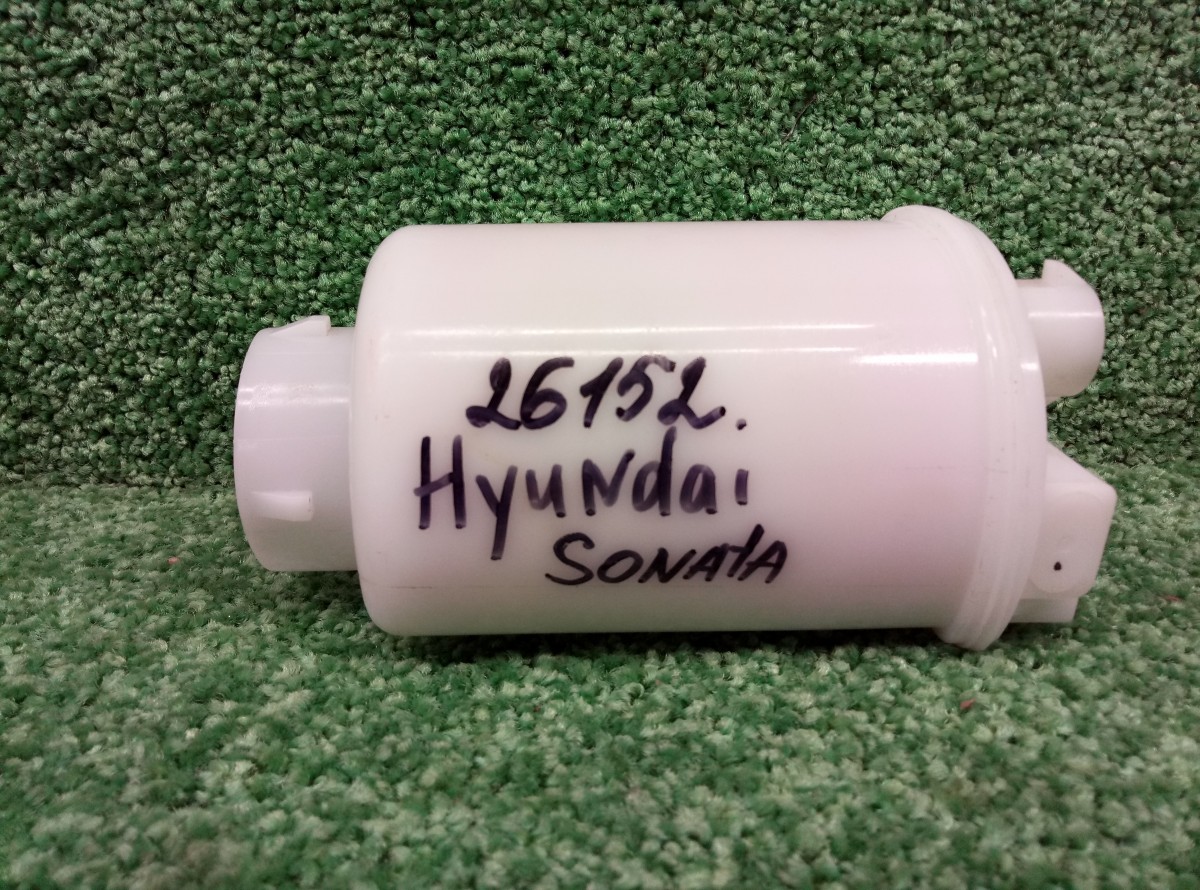 26152.
Hyundai
SONATA